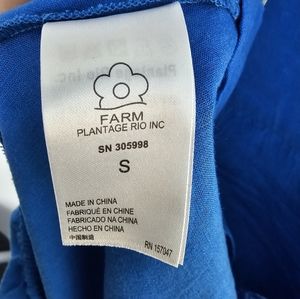 FARM
PLANTAGE RIO INC
SN 305998
S
MADE IN CHINA
FABRIQUÉ EN CHINE
FABRICADO NA CHINA
HECHO EN CHINA
中国制造
RN 157047